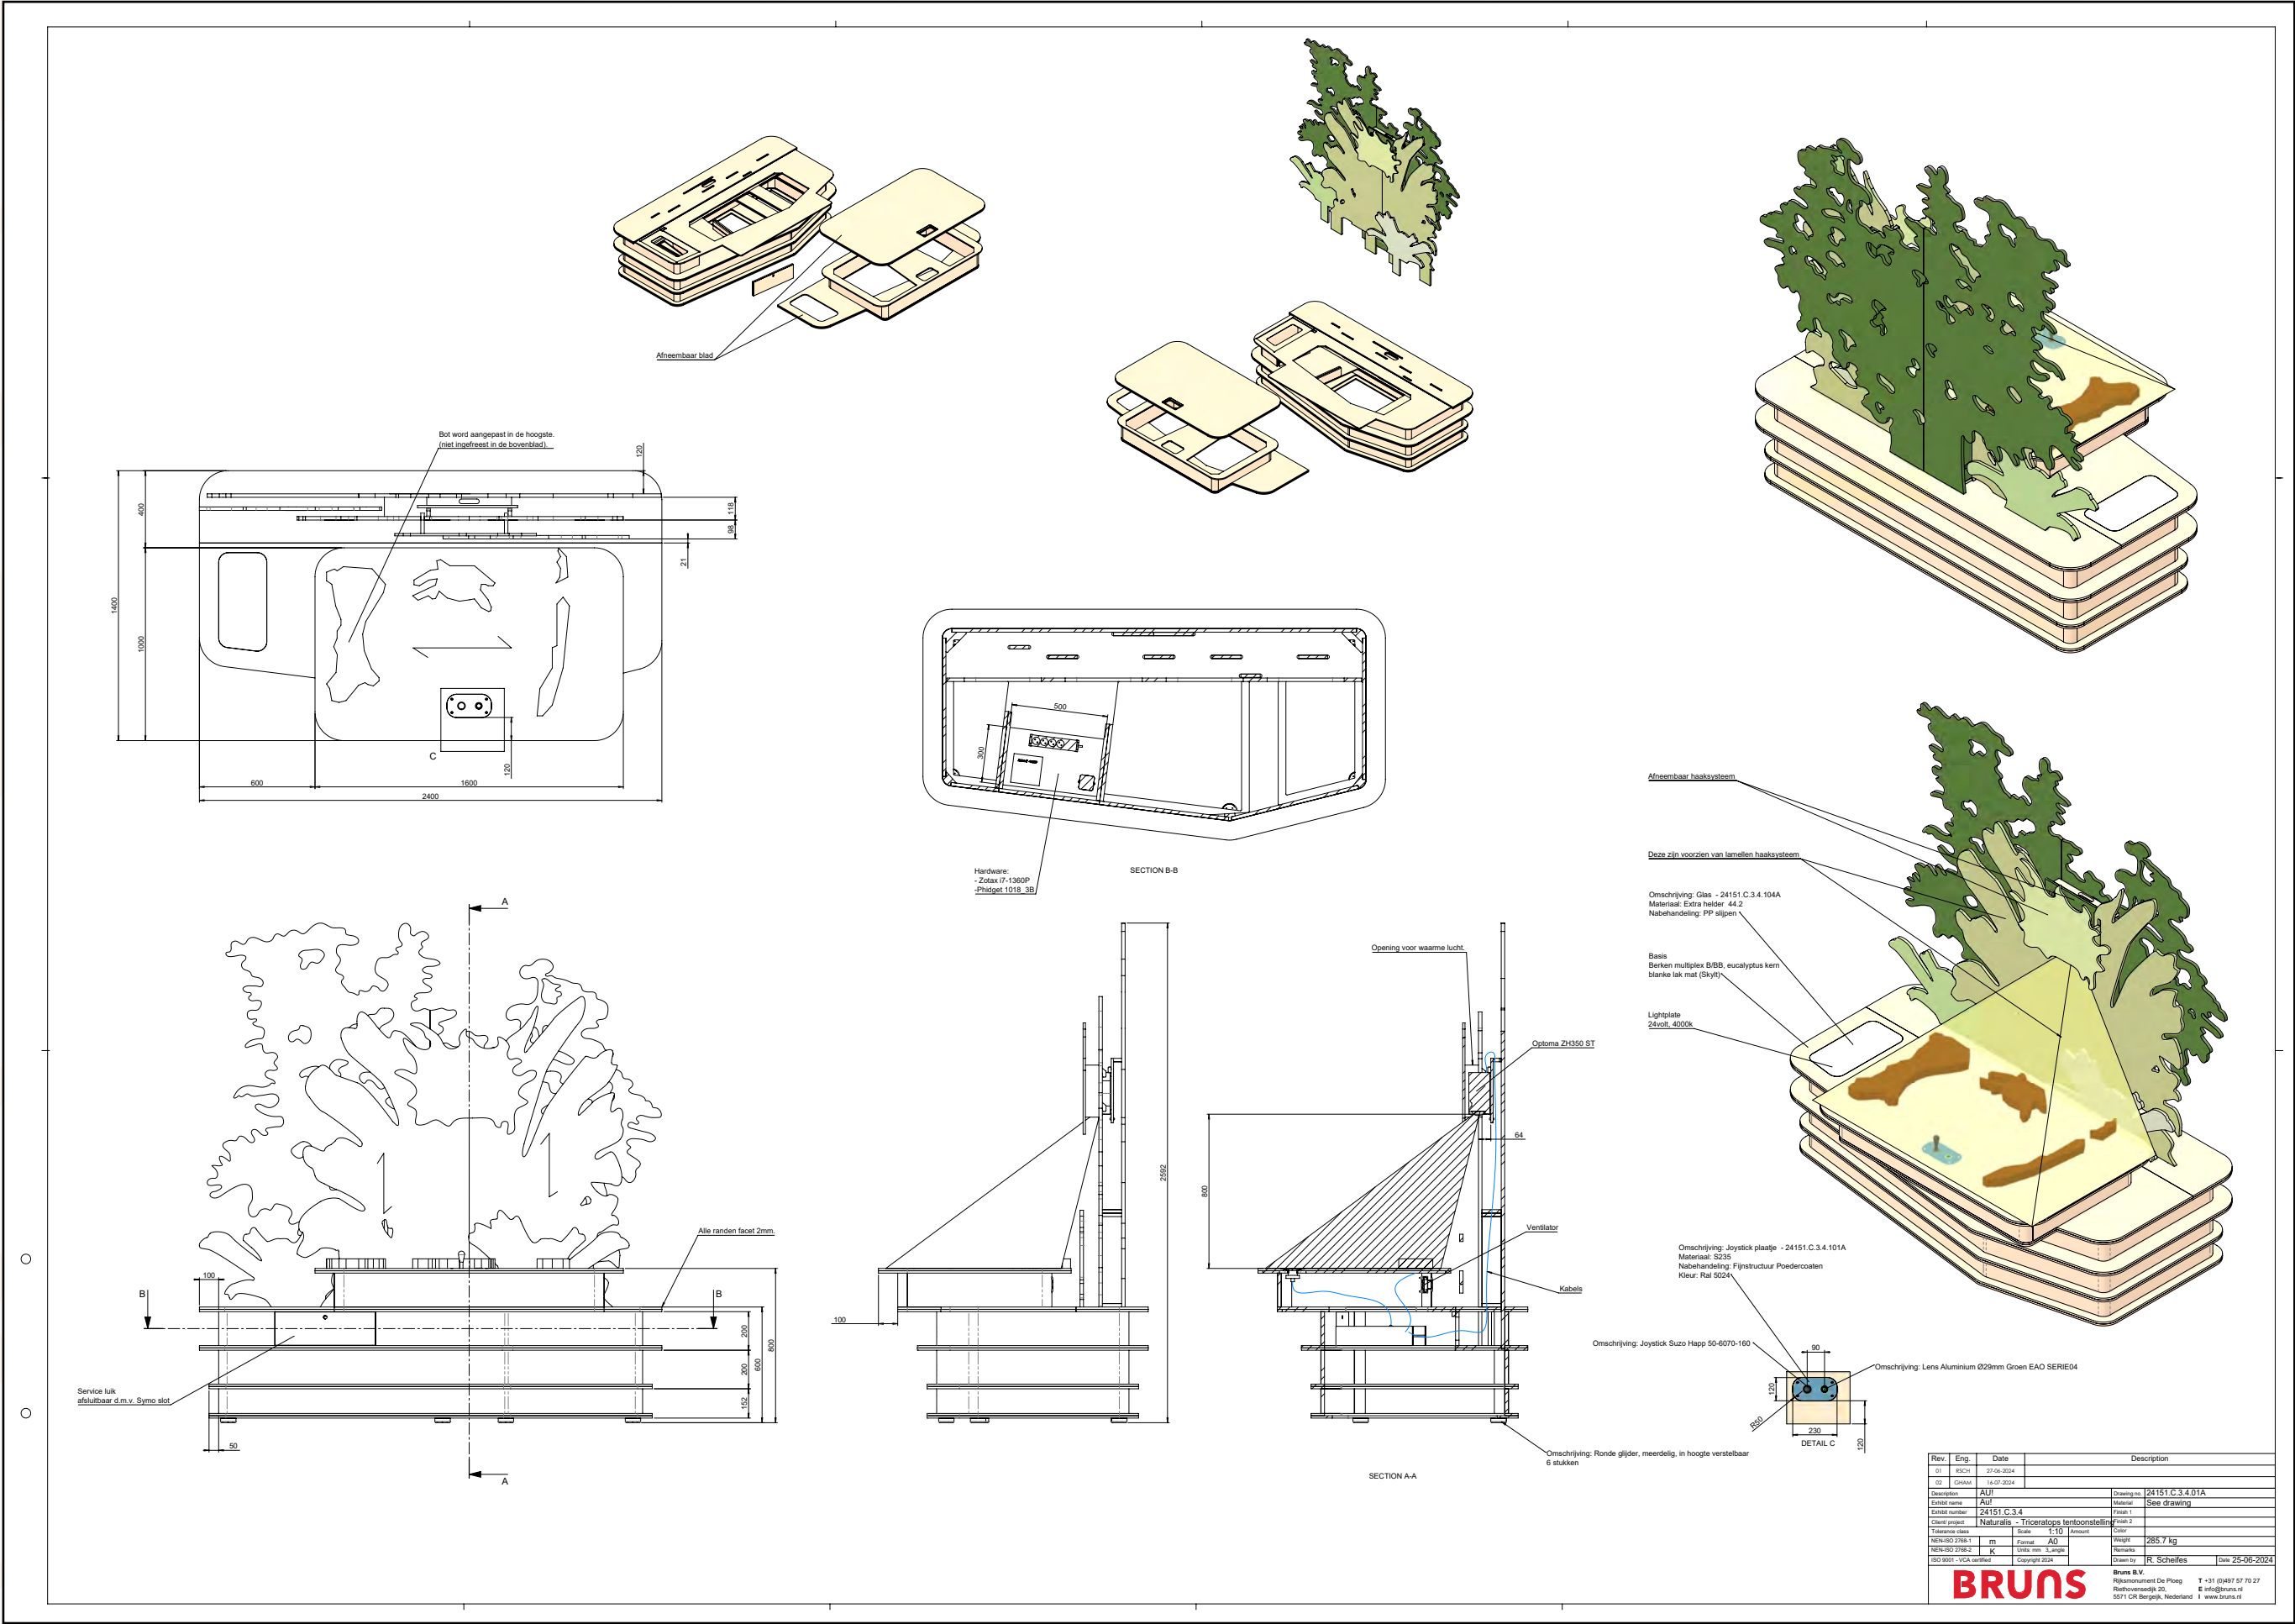 Afneembaar blad
Bot word aangepast in de hoogste.
(niet ingefreest in de bovenblad).
120
400
118
98
21
1400
1000
C
120
600
1600
2400
500
300
Hardware:
- Zotax i7-1360P
-Phidget 1018_3B
SECTION B-B
Afneembaar haaksysteem
Deze zijn voorzien van lamellen haaksysteem
Omschrijving: Glas - 24151.C.3.4.104A
Materiaal: Extra helder 44.2
Nabehandeling: PP slijpen
Basis
Berken multiplex B/BB, eucalyptus kern
blanke lak mat (Skylt)
Lightplate
24volt, 4000k
A
Alle randen facet 2mm.
100
B
B
200
200
152
600
800
Service luik
afsluitbaar d.m.v. Symo slot
50
A
2592
100
Opening voor waarme lucht.
Optoma ZH350 ST
64
800
Ventilator
Kabels
Omschrijving: Ronde glijder, meerdelig, in hoogte verstelbaar
6 stukken
SECTION A-A
Omschrijving: Joystick plaatje - 24151.C.3.4.101A
Materiaal: S235
Nabehandeling: Fijnstructuur Poedercoaten
Kleur: Ral 5024
Omschrijving: Joystick Suzo Happ 50-6070-160
Omschrijving: Lens Aluminium Ø29mm Groen EAO SERIE04
90
120
R50
230
120
DETAIL C
Rev. Eng. Date Description
01 RSCH 27-06-2024
02 GHAM 16-07-2024
Description AU! Drawing no. 24151.C.3.4.01A
Exhibit name Au! Material See drawing
Exhibit number 24151.C.3.4 Finish 1
Client/ project Naturalis - Triceratops tentoonstelling Finish 2
Tolerance class Scale 1:10 Amount Color
NEN-ISO 2768-1 m Format A0 Weight 285.7 kg
NEN-ISO 2768-2 K Units: mm 3_angle Remarks
ISO 9001 - VCA certified Copyright 2024 Drawn by R. Scheifes Date 25-06-2024
BRUNS
Bruns B.V.
Rijksmonument De Ploeg T +31 (0)497 57 70 27
Riethovensedijk 20, E info@bruns.nl
5571 CR Bergeijk, Nederland I www.bruns.nl